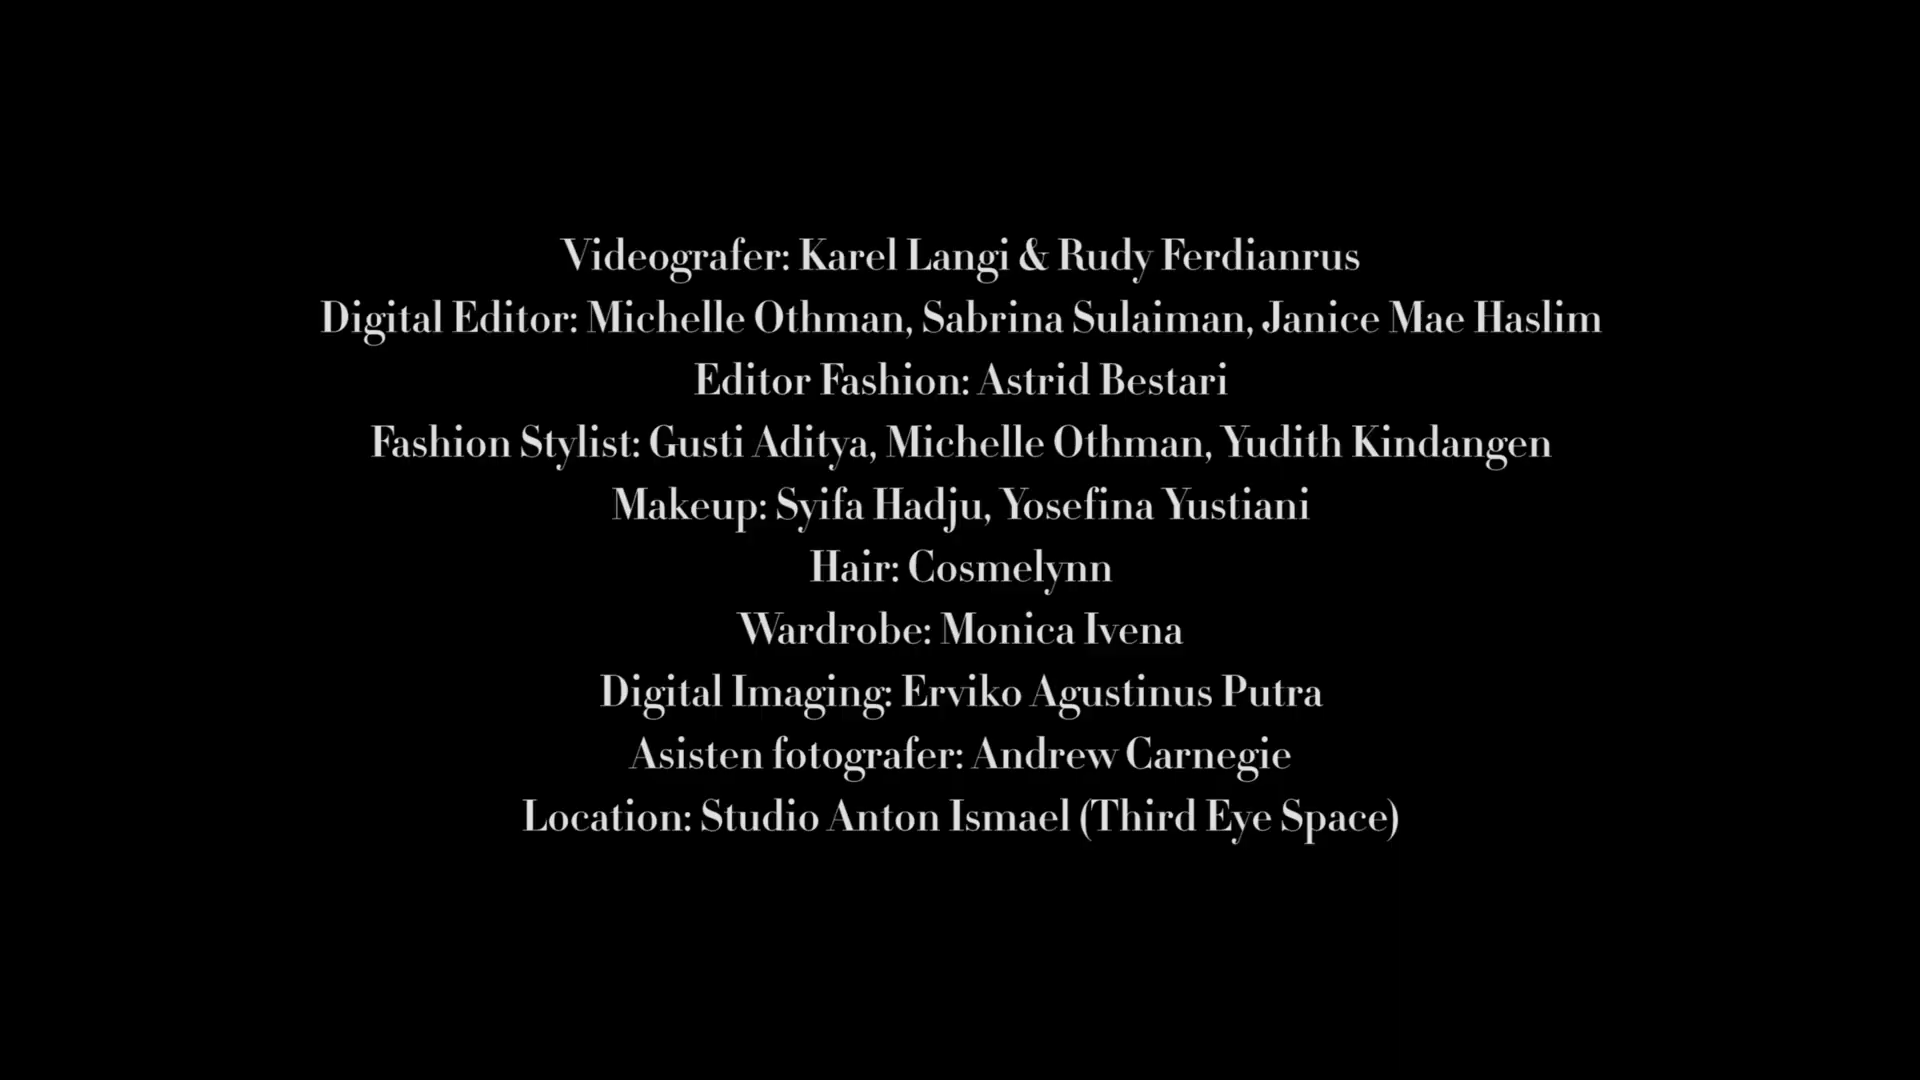 Videografer: Karel Langi & Rudy Ferdianrus
Digital Editor: Michelle Othman, Sabrina Sulaiman, Janice Mae Haslim
Editor Fashion: Astrid Bestari
Fashion Stylist: Gusti Aditya, Michelle Othman, Yudith Kindangen
Makeup: Syifa Hadju, Yosefina Yustiani
Hair: Cosmelynn
Wardrobe: Monica Ivena
Digital Imaging: Erviko Agustinus Putra
Asisten fotografer: Andrew Carnegie
Location: Studio Anton Ismael (Third Eye Space)